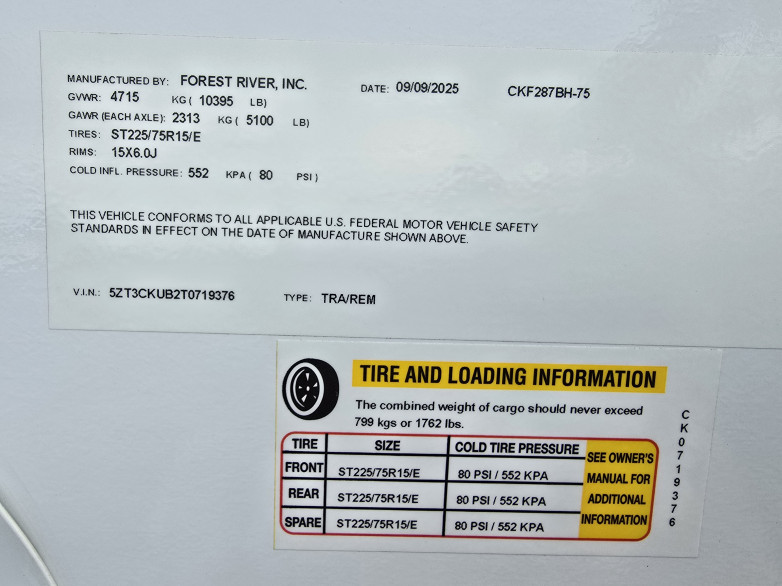 MANUFACTURED BY: FOREST RIVER, INC. DATE: 09/09/2025 CKF287BH-75
GVWR: 4715 KG ( 10395 LB)
GAWR (EACH AXLE): 2313 KG ( 5100 LB)
TIRES: ST225/75R15/E
RIMS: 15X6.0J
COLD INFL. PRESSURE: 552 KPA ( 80 PSI )
THIS VEHICLE CONFORMS TO ALL APPLICABLE U.S. FEDERAL MOTOR VEHICLE SAFETY
STANDARDS IN EFFECT ON THE DATE OF MANUFACTURE SHOWN ABOVE.
V.I.N.: 5ZT3CKUB2T0719376 TYPE: TRA/REM
TIRE AND LOADING INFORMATION
The combined weight of cargo should never exceed
799 kgs or 1762 lbs.
TIRE SIZE COLD TIRE PRESSURE
FRONT ST225/75R15/E 80 PSI / 552 KPA
REAR ST225/75R15/E 80 PSI / 552 KPA
SPARE ST225/75R15/E 80 PSI / 552 KPA
SEE OWNER'S
MANUAL FOR
ADDITIONAL
INFORMATION
CK0719376